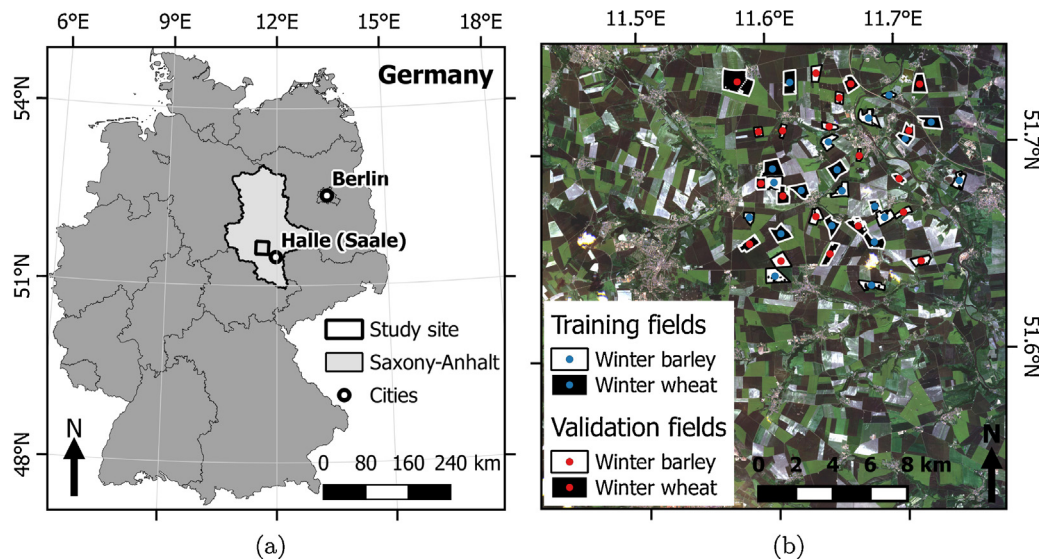 6°E 9°E 12°E 15°E 18°E
54°N
51°N
48°N
Germany
Berlin
Halle (Saale)
Study site
Saxony-Anhalt
Cities
N
0 80 160 240 km
(a)
11.5°E 11.6°E 11.7°E
51.7°N
51.6°N
Training fields
Winter barley
Winter wheat
Validation fields
Winter barley
Winter wheat
0 2 4 6 8 km
N
(b)